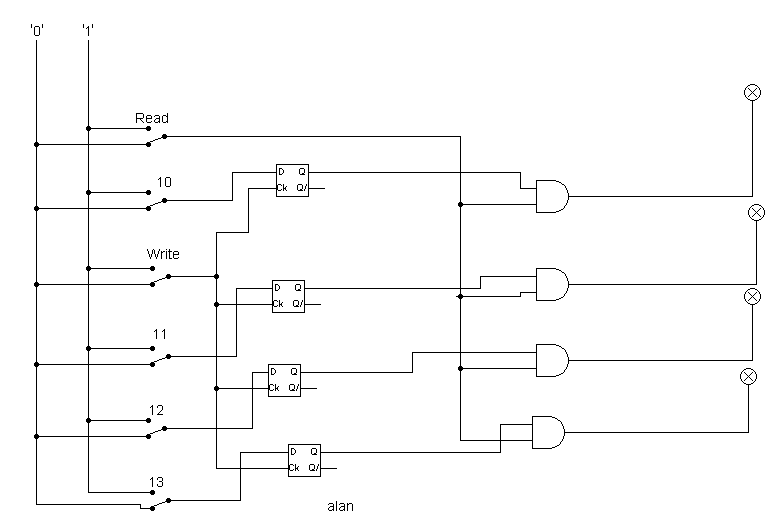 '0' '1'
Read
10
D Q
Ck Q/
Write
11
D Q
Ck Q/
12
D Q
Ck Q/
13
D Q
Ck Q/
alan